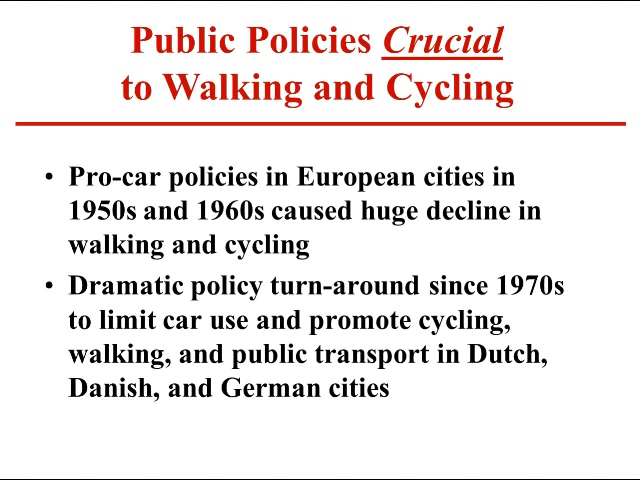 Public Policies Crucial
to Walking and Cycling
• Pro-car policies in European cities in
1950s and 1960s caused huge decline in
walking and cycling
• Dramatic policy turn-around since 1970s
to limit car use and promote cycling,
walking, and public transport in Dutch,
Danish, and German cities